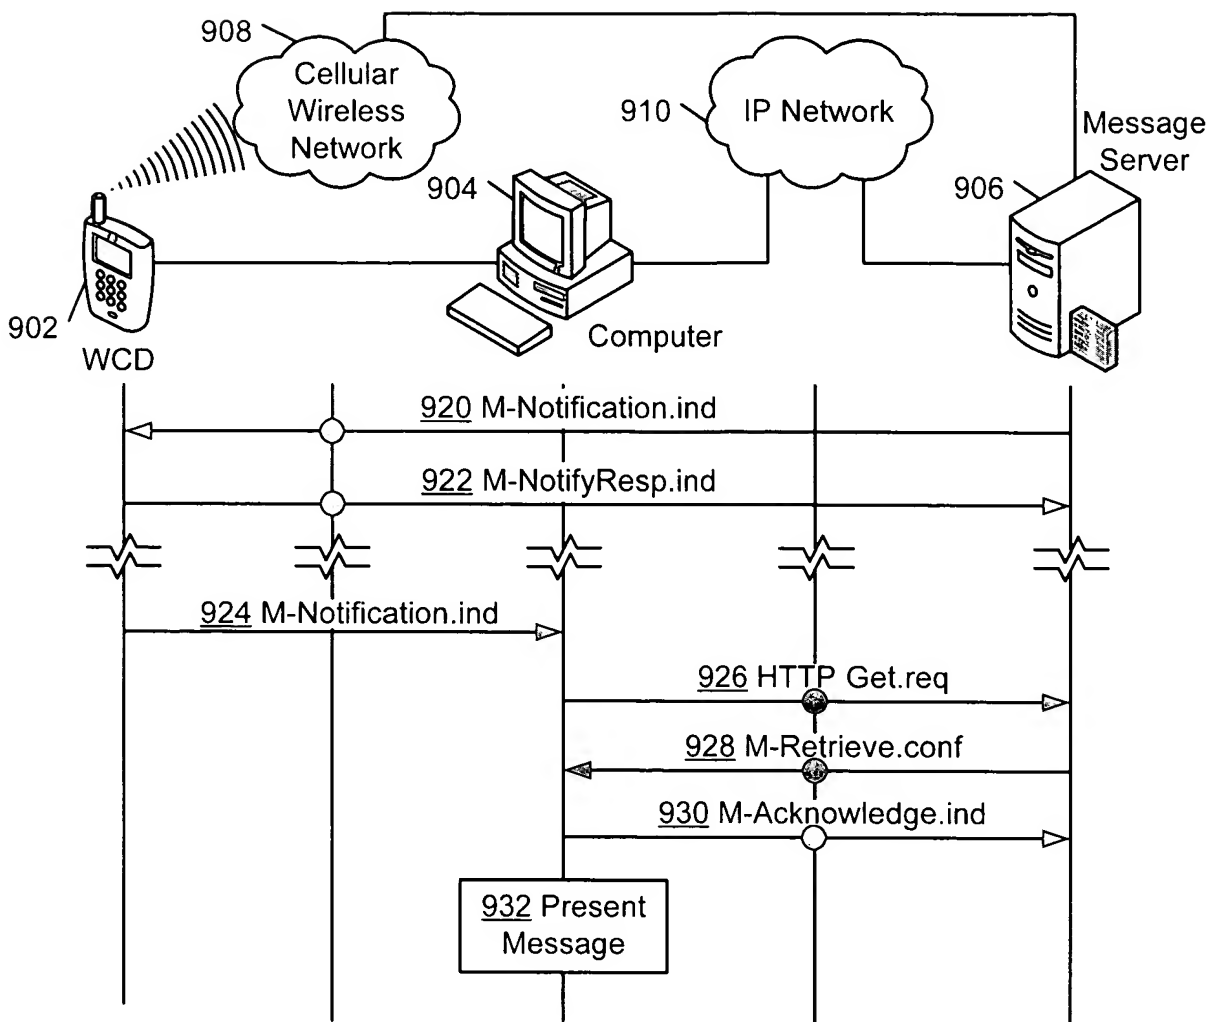 908
Cellular
Wireless
Network
910
IP Network
Message
Server
904
906
902
WCD
Computer
920 M-Notification.ind
922 M-NotifyResp.ind
924 M-Notification.ind
926 HTTP Get.req
928 M-Retrieve.conf
930 M-Acknowledge.ind
932 Present
Message